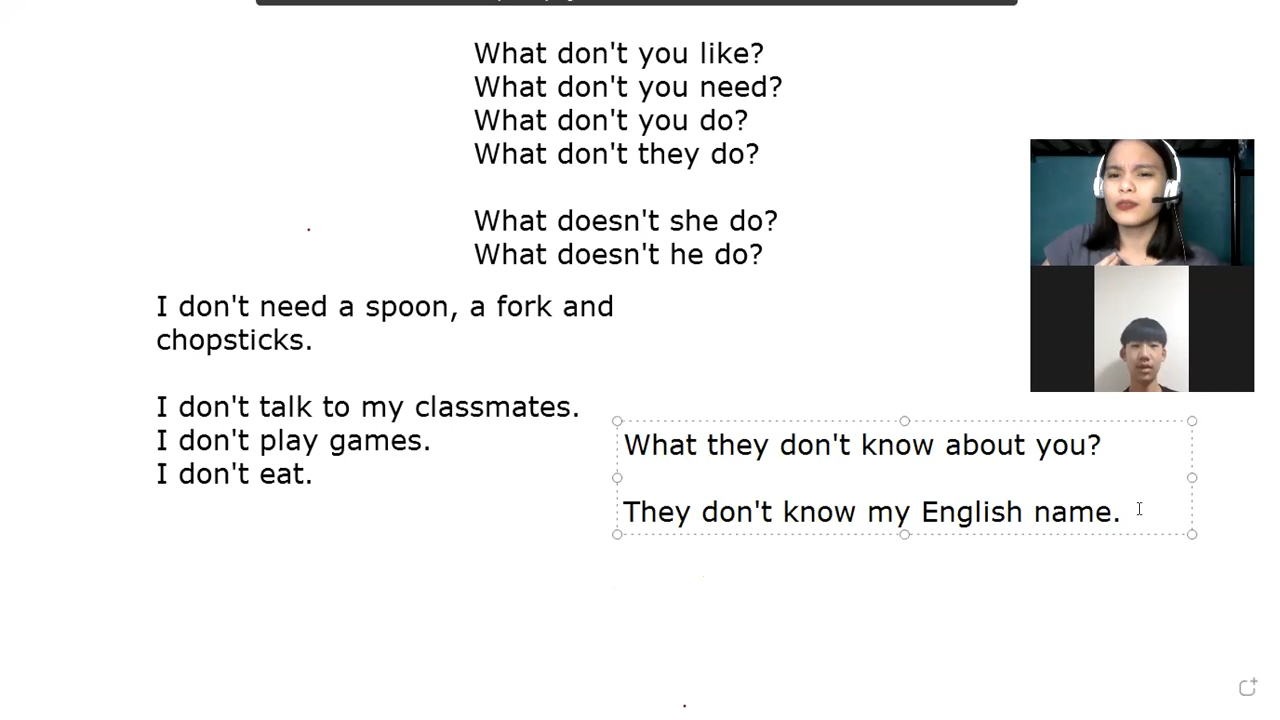 What don't you like?
What don't you need?
What don't you do?
What don't they do?
What doesn't she do?
What doesn't he do?
I don't need a spoon, a fork and
chopsticks.
I don't talk to my classmates.
I don't play games.
I don't eat.
What they don't know about you?
They don't know my English name.